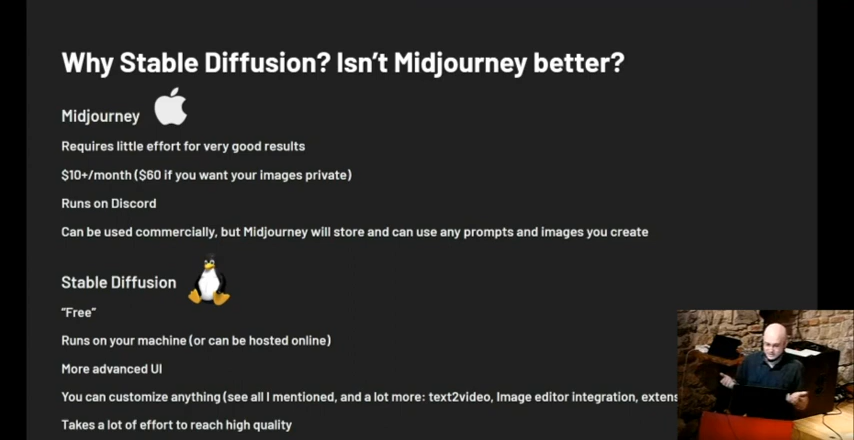 Why Stable Diffusion? Isn't Midjourney better?
Midjourney
Requires little effort for very good results
$10+/month ($60 if you want your images private)
Runs on Discord
Can be used commercially, but Midjourney will store and can use any prompts and images you create
Stable Diffusion
“Free”
Runs on your machine (or can be hosted online)
More advanced UI
You can customize anything (see all I mentioned, and a lot more: text2video, Image editor integration, extens
Takes a lot of effort to reach high quality